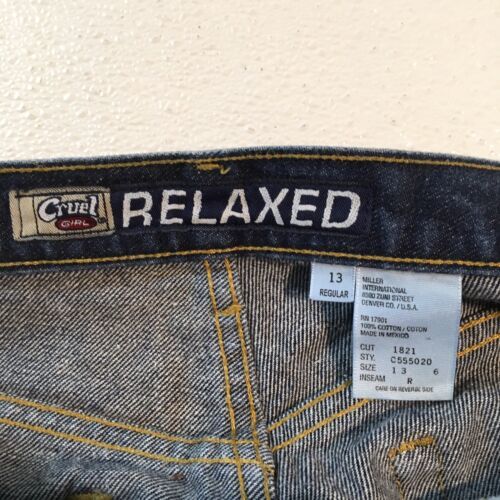 Cruel
GIRL
RELAXED
13
REGULAR
MILLER
INTERNATIONAL
8500 ZUNI STREET
DENVER CO. / U.S.A.
RN 17901
100% COTTON / COTON
MADE IN MEXICO
CUT 1821
STY. C555020
SIZE 13 6
INSEAM R
CARE ON REVERSE SIDE